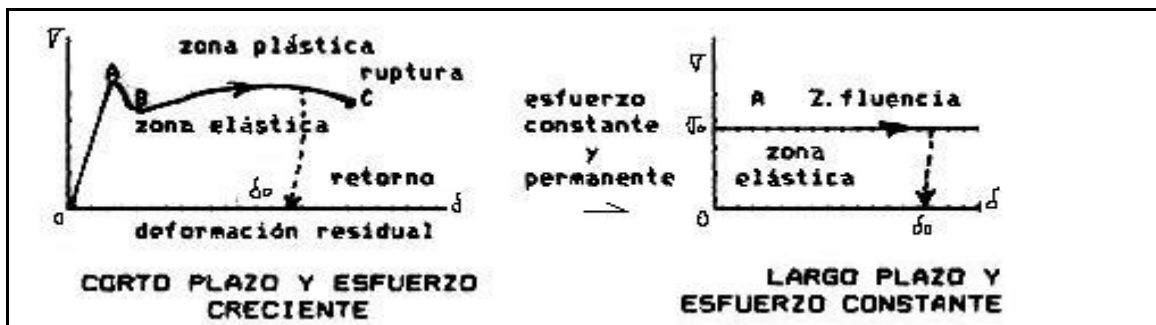 σ
zona plástica
A
ruptura
B
C
zona elástica
δo
retorno
0
δ
deformación residual
CORTO PLAZO Y ESFUERZO
CRECIENTE
esfuerzo
constante
y
permanente
σ
A Z.fluencia
σo
zona
elástica
0
δo
δ
LARGO PLAZO Y
ESFUERZO CONSTANTE